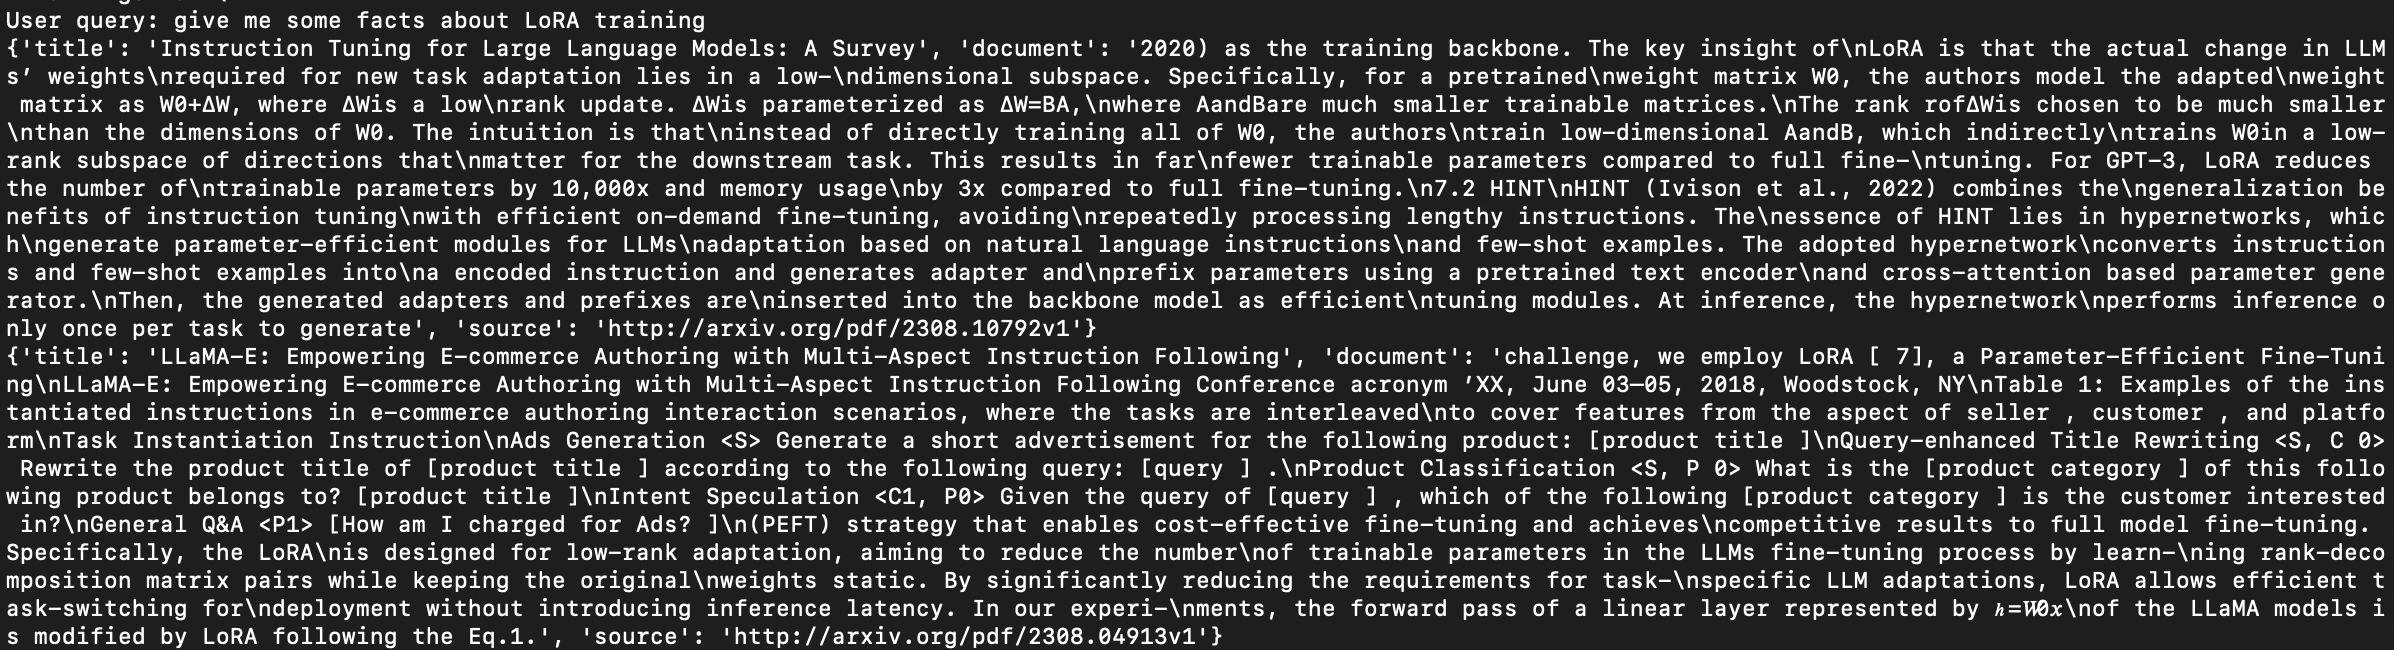 User query: give me some facts about LoRA training
{'title': 'Instruction Tuning for Large Language Models: A Survey', 'document': '2020) as the training backbone. The key insight of\nLoRA is that the actual change in LLM
s’ weights\nrequired for new task adaptation lies in a low-\ndimensional subspace. Specifically, for a pretrained\nweight matrix W0, the authors model the adapted\nweight
 matrix as W0+∆W, where ∆Wis a low\nrank update. ∆Wis parameterized as ∆W=BA,\nwhere AandBare much smaller trainable matrices.\nThe rank rof∆Wis chosen to be much smaller
\nthan the dimensions of W0. The intuition is that\ninstead of directly training all of W0, the authors\ntrain low-dimensional AandB, which indirectly\ntrains W0in a low-
rank subspace of directions that\nmatter for the downstream task. This results in far\nfewer trainable parameters compared to full fine-\ntuning. For GPT-3, LoRA reduces
the number of\ntrainable parameters by 10,000x and memory usage\nby 3x compared to full fine-tuning.\n7.2 HINT\nHINT (Ivison et al., 2022) combines the\ngeneralization be
nefits of instruction tuning\nwith efficient on-demand fine-tuning, avoiding\nrepeatedly processing lengthy instructions. The\nessence of HINT lies in hypernetworks, whic
h\ngenerate parameter-efficient modules for LLMs\nadaptation based on natural language instructions\nand few-shot examples. The adopted hypernetwork\nconverts instruction
s and few-shot examples into\na encoded instruction and generates adapter and\nprefix parameters using a pretrained text encoder\nand cross-attention based parameter gene
rator.\nThen, the generated adapters and prefixes are\ninserted into the backbone model as efficient\ntuning modules. At inference, the hypernetwork\nperforms inference o
nly once per task to generate', 'source': 'http://arxiv.org/pdf/2308.10792v1'}
{'title': 'LLaMA-E: Empowering E-commerce Authoring with Multi-Aspect Instruction Following', 'document': 'challenge, we employ LoRA [ 7], a Parameter-Efficient Fine-Tuni
ng\nLLaMA-E: Empowering E-commerce Authoring with Multi-Aspect Instruction Following Conference acronym ’XX, June 03–05, 2018, Woodstock, NY\nTable 1: Examples of the ins
tantiated instructions in e-commerce authoring interaction scenarios, where the tasks are interleaved\nto cover features from the aspect of seller , customer , and platfo
rm\nTask Instantiation Instruction\nAds Generation <S> Generate a short advertisement for the following product: [product title ]\nQuery-enhanced Title Rewriting <S, C 0>
 Rewrite the product title of [product title ] according to the following query: [query ] .\nProduct Classification <S, P 0> What is the [product category ] of this follo
wing product belongs to? [product title ]\nIntent Speculation <C1, P0> Given the query of [query ] , which of the following [product category ] is the customer interested
 in?\nGeneral Q&A <P1> [How am I charged for Ads? ]\n(PEFT) strategy that enables cost-effective fine-tuning and achieves\ncompetitive results to full model fine-tuning.
Specifically, the LoRA\nis designed for low-rank adaptation, aiming to reduce the number\nof trainable parameters in the LLMs fine-tuning process by learn-\ning rank-deco
mposition matrix pairs while keeping the original\nweights static. By significantly reducing the requirements for task-\nspecific LLM adaptations, LoRA allows efficient t
ask-switching for\ndeployment without introducing inference latency. In our experi-\nments, the forward pass of a linear layer represented by ℎ=𝑊0𝑥\nof the LLaMA models i
s modified by LoRA following the Eq.1.', 'source': 'http://arxiv.org/pdf/2308.04913v1'}